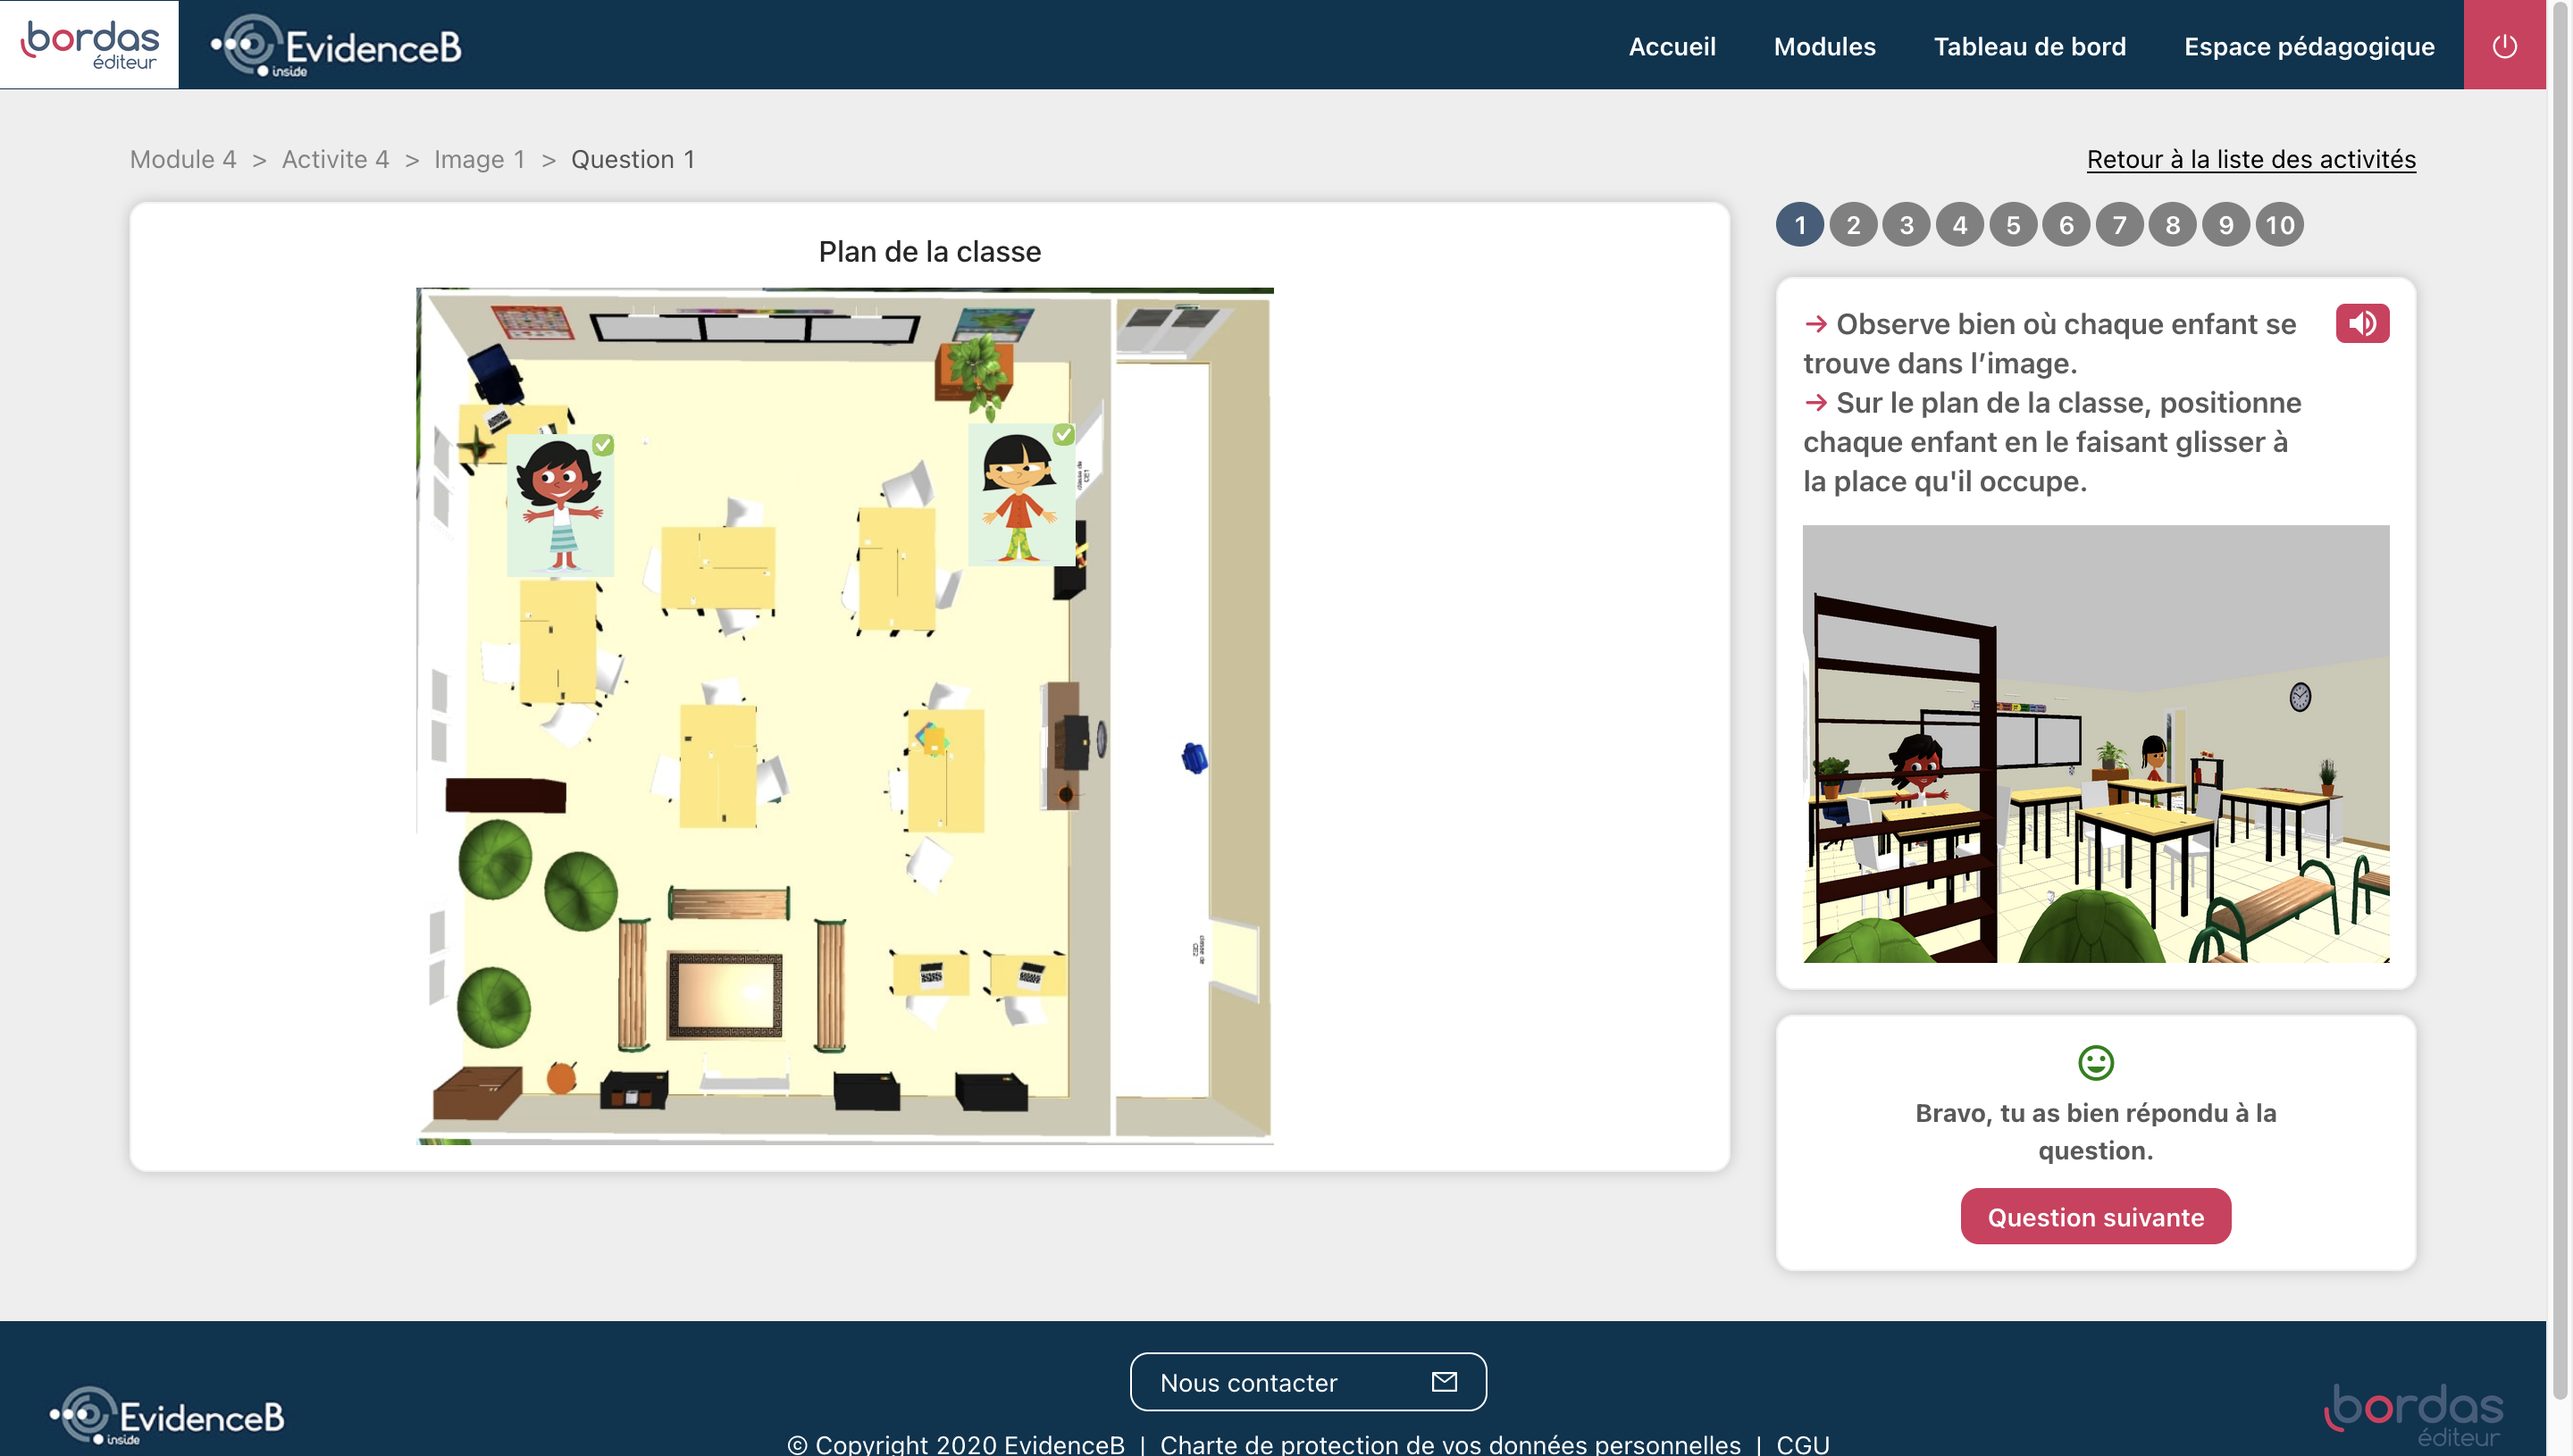 bordas
éditeur
EvidenceB
inside
Accueil Modules Tableau de bord Espace pédagogique
Module 4 > Activite 4 > Image 1 > Question 1
Retour à la liste des activités
Plan de la classe
1 2 3 4 5 6 7 8 9 10
→ Observe bien où chaque enfant se
trouve dans l’image.
→ Sur le plan de la classe, positionne
chaque enfant en le faisant glisser à
la place qu'il occupe.
Bravo, tu as bien répondu à la
question.
Question suivante
Nous contacter
EvidenceB
inside
© Copyright 2020 EvidenceB | Charte de protection de vos données personnelles | CGU
bordas
éditeur